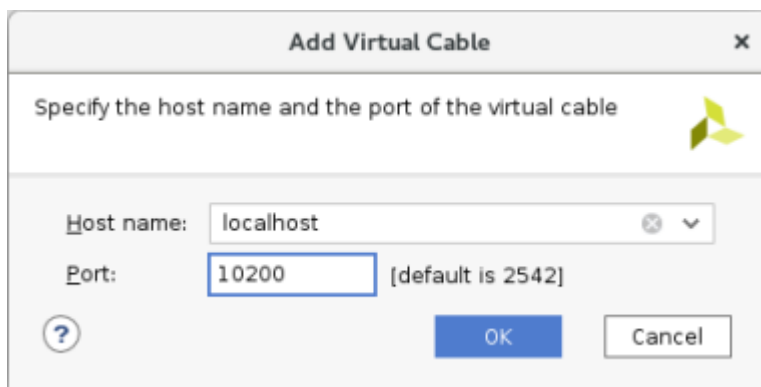 Add Virtual Cable
Specify the host name and the port of the virtual cable
Host name: localhost
Port: 10200 [default is 2542]
? OK Cancel